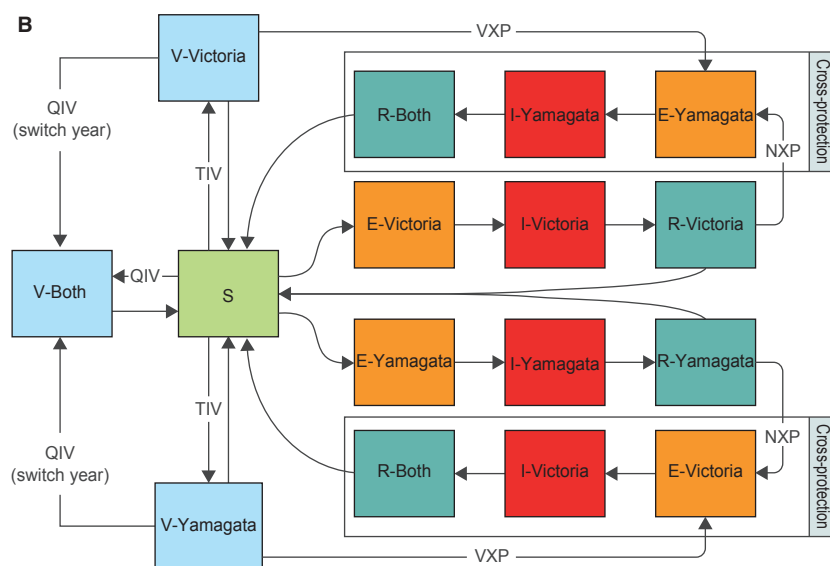 B
V-Victoria
VXP
Cross-protection
QIV
(switch year)
R-Both
I-Yamagata
E-Yamagata
NXP
TIV
E-Victoria
I-Victoria
R-Victoria
V-Both
QIV
S
E-Yamagata
I-Yamagata
R-Yamagata
TIV
NXP
QIV
(switch year)
R-Both
I-Victoria
E-Victoria
Cross-protection
V-Yamagata
VXP